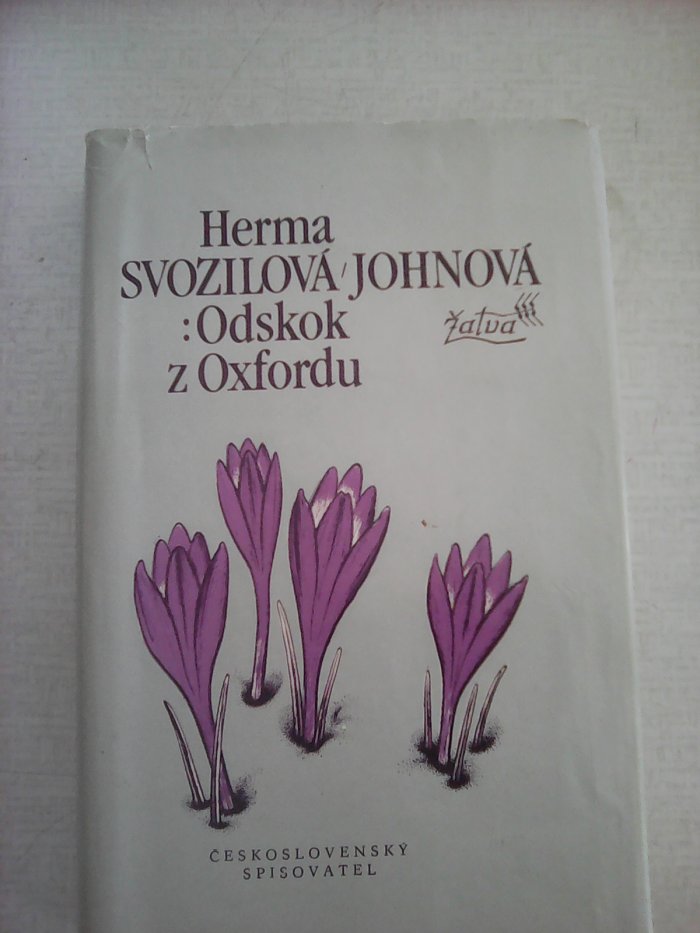 Herma
SVOZILOVÁ/JOHNOVÁ
:Odskok
z Oxfordu
žatva
ČESKOSLOVENSKÝ
SPISOVATEL